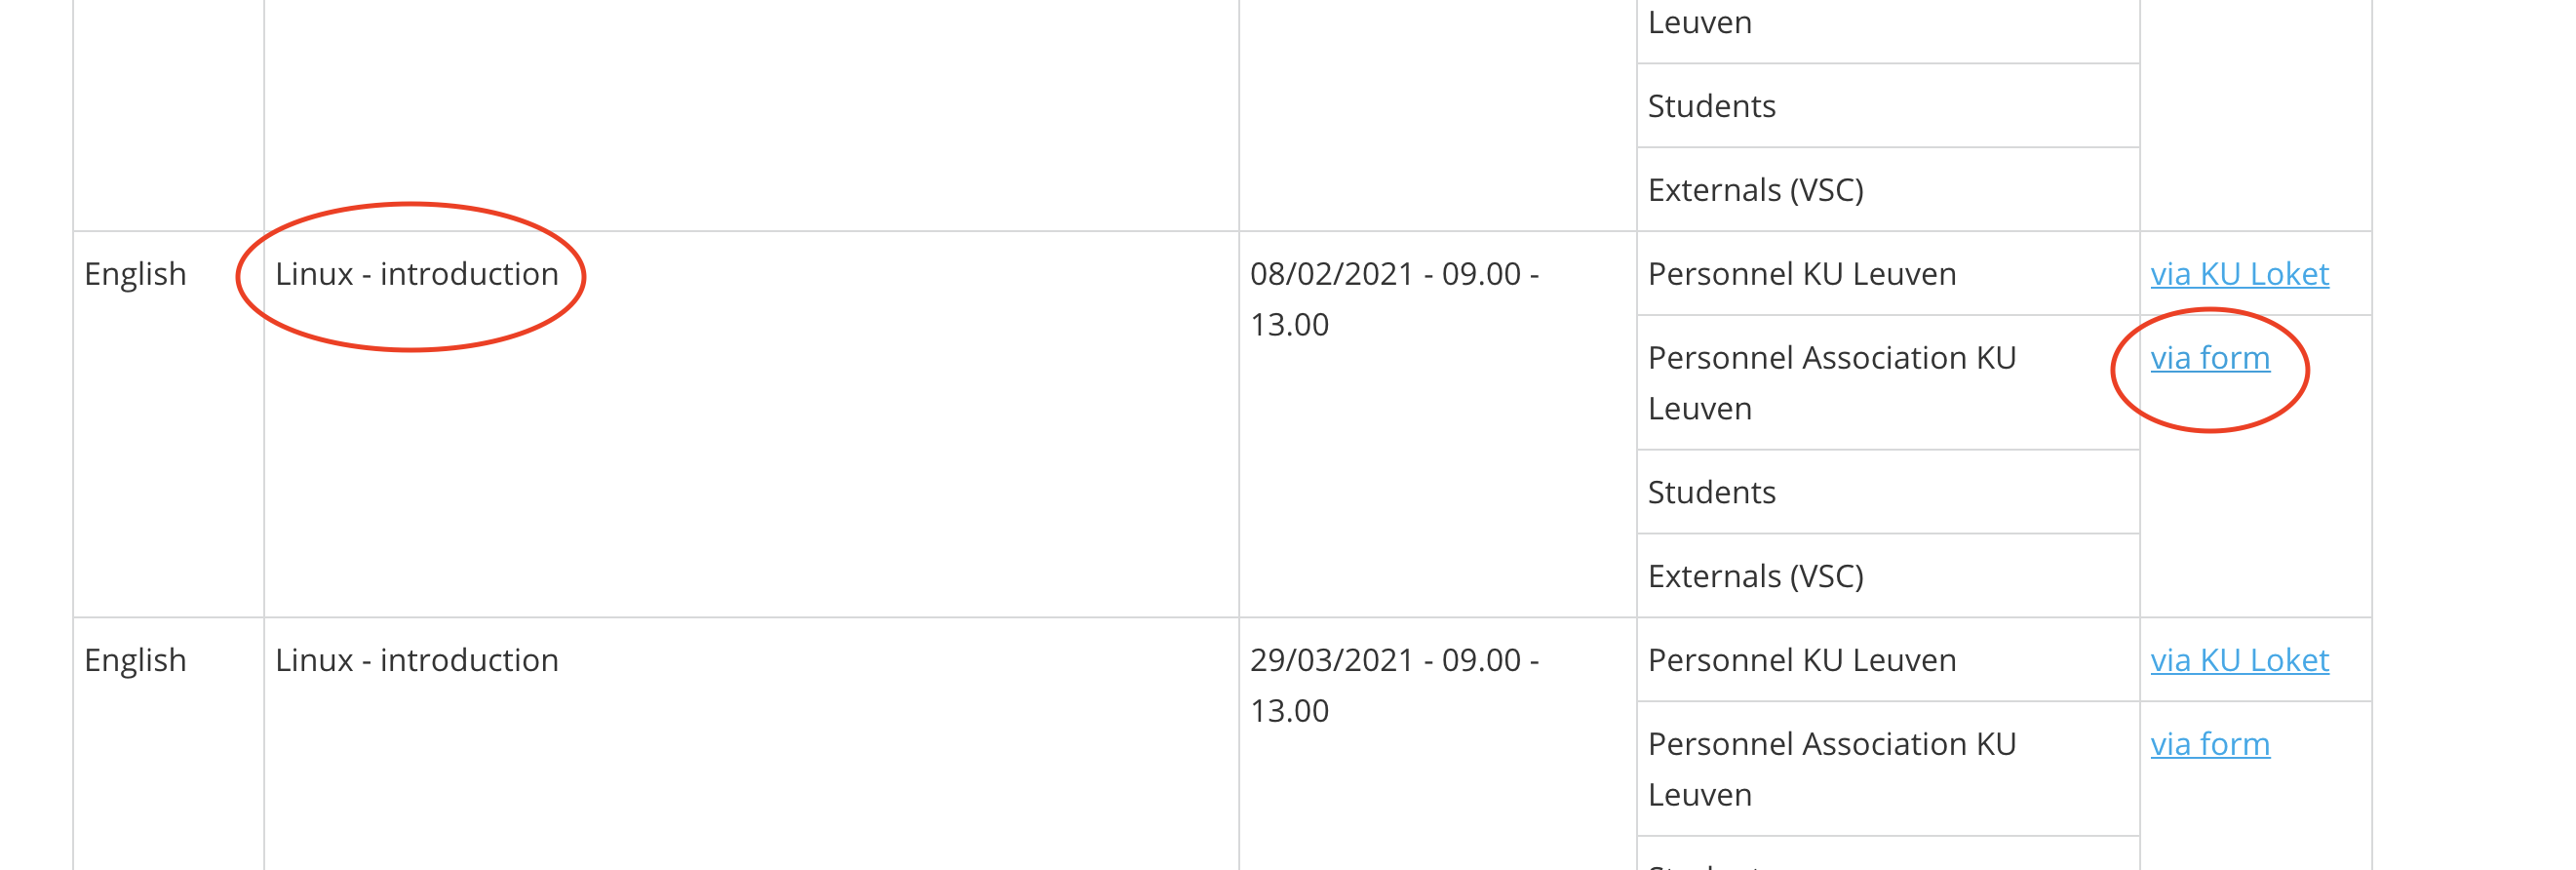 Leuven
Students
Externals (VSC)
English
Linux - introduction
08/02/2021 - 09.00 -
13.00
Personnel KU Leuven
via KU Loket
Personnel Association KU
Leuven
via form
Students
Externals (VSC)
English
Linux - introduction
29/03/2021 - 09.00 -
13.00
Personnel KU Leuven
via KU Loket
Personnel Association KU
Leuven
via form